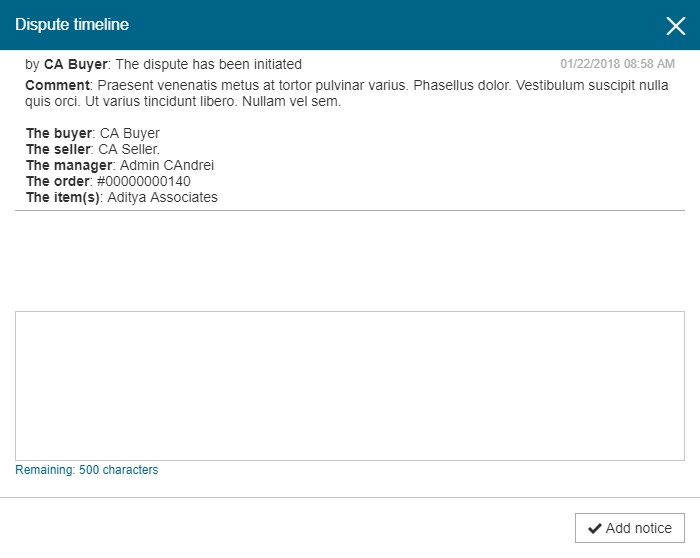 Dispute timeline
by CA Buyer: The dispute has been initiated 01/22/2018 08:58 AM
Comment: Praesent venenatis metus at tortor pulvinar varius. Phasellus dolor. Vestibulum suscipit nulla
quis orci. Ut varius tincidunt libero. Nullam vel sem.
The buyer: CA Buyer
The seller: CA Seller.
The manager: Admin CAndrei
The order: #00000000140
The item(s): Aditya Associates
Remaining: 500 characters
Add notice